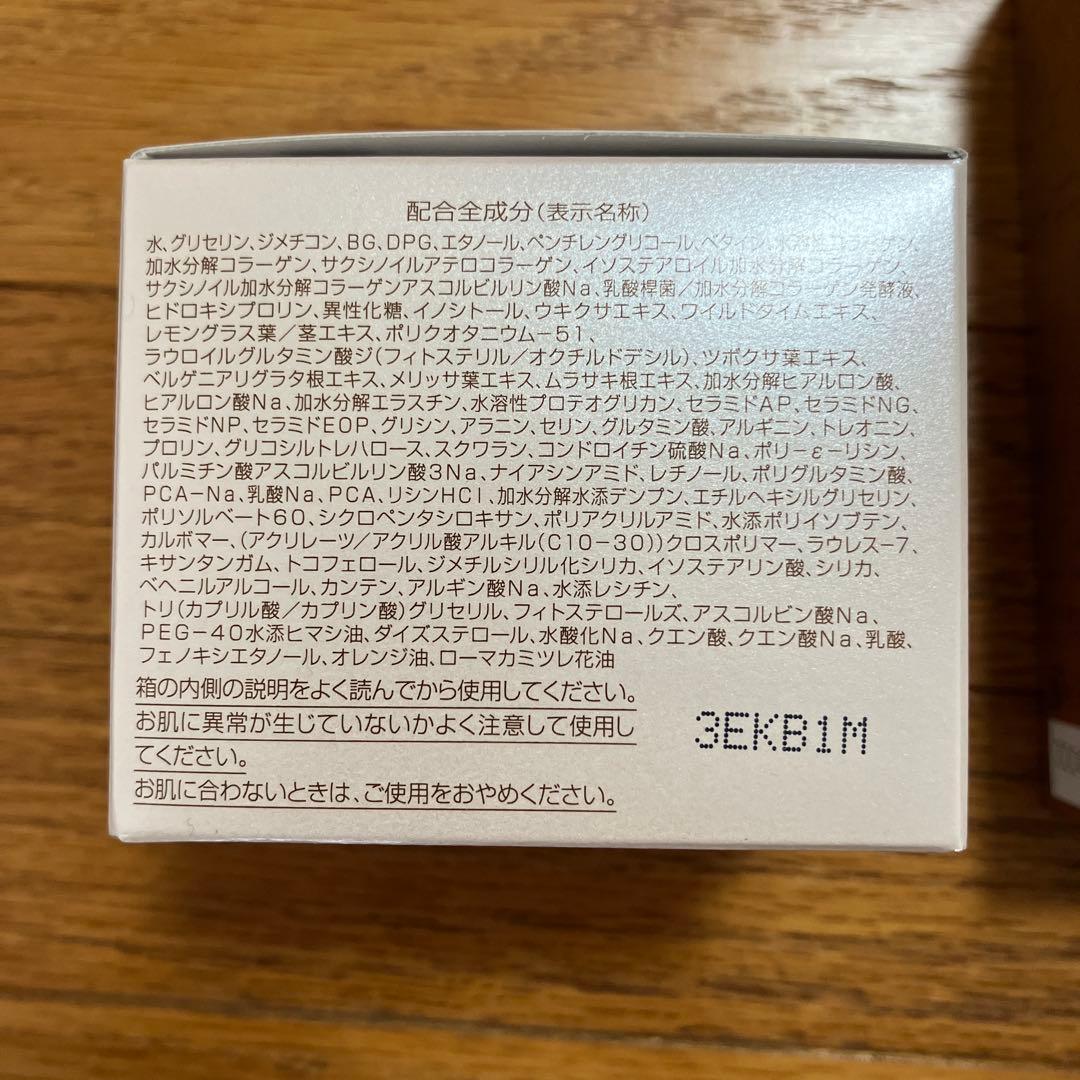 配合全成分(表示名称)
水、グリセリン、ジメチコン、BG、DPG、エタノール、ペンチレングリコール、ベタイン、水溶性コラーゲン、
加水分解コラーゲン、サクシノイルアテロコラーゲン、イソステアロイル加水分解コラーゲン、
サクシノイル加水分解コラーゲンアスコルビルリン酸Na、乳酸桿菌/加水分解コラーゲン発酵液、
ヒドロキシプロリン、異性化糖、イノシトール、ウキクサエキス、ワイルドタイムエキス、
レモングラス葉/茎エキス、ポリクオタニウム-51、
ラウロイルグルタミン酸ジ(フィトステリル/オクチルドデシル)、ツボクサ葉エキス、
ベルゲニアリグラタ根エキス、メリッサ葉エキス、ムラサキ根エキス、加水分解ヒアルロン酸、
ヒアルロン酸Na、加水分解エラスチン、水溶性プロテオグリカン、セラミドAP、セラミドNG、
セラミドNP、セラミドEOP、グリシン、アラニン、セリン、グルタミン酸、アルギニン、トレオニン、
プロリン、グリコシルトレハロース、スクワラン、コンドロイチン硫酸Na、ポリ-ε-リシン、
パルミチン酸アスコルビルリン酸3Na、ナイアシンアミド、レチノール、ポリグルタミン酸、
PCA-Na、乳酸Na、PCA、リシンHCl、加水分解水添デンプン、エチルヘキシルグリセリン、
ポリソルベート60、シクロペンタシロキサン、ポリアクリルアミド、水添ポリイソブテン、
カルボマー、(アクリレーツ/アクリル酸アルキル(C10-30))クロスポリマー、ラウレス-7、
キサンタンガム、トコフェロール、ジメチルシリル化シリカ、イソステアリン酸、シリカ、
ベヘニルアルコール、カンテン、アルギン酸Na、水添レシチン、
トリ(カプリル酸/カプリン酸)グリセリル、フィトステロールズ、アスコルビン酸Na、
PEG-40水添ヒマシ油、ダイズステロール、水酸化Na、クエン酸、クエン酸Na、乳酸、
フェノキシエタノール、オレンジ油、ローマカミツレ花油
箱の内側の説明をよく読んでから使用してください。
お肌に異常が生じていないかよく注意して使用し
てください。
お肌に合わないときは、ご使用をおやめください。
3EKB1M